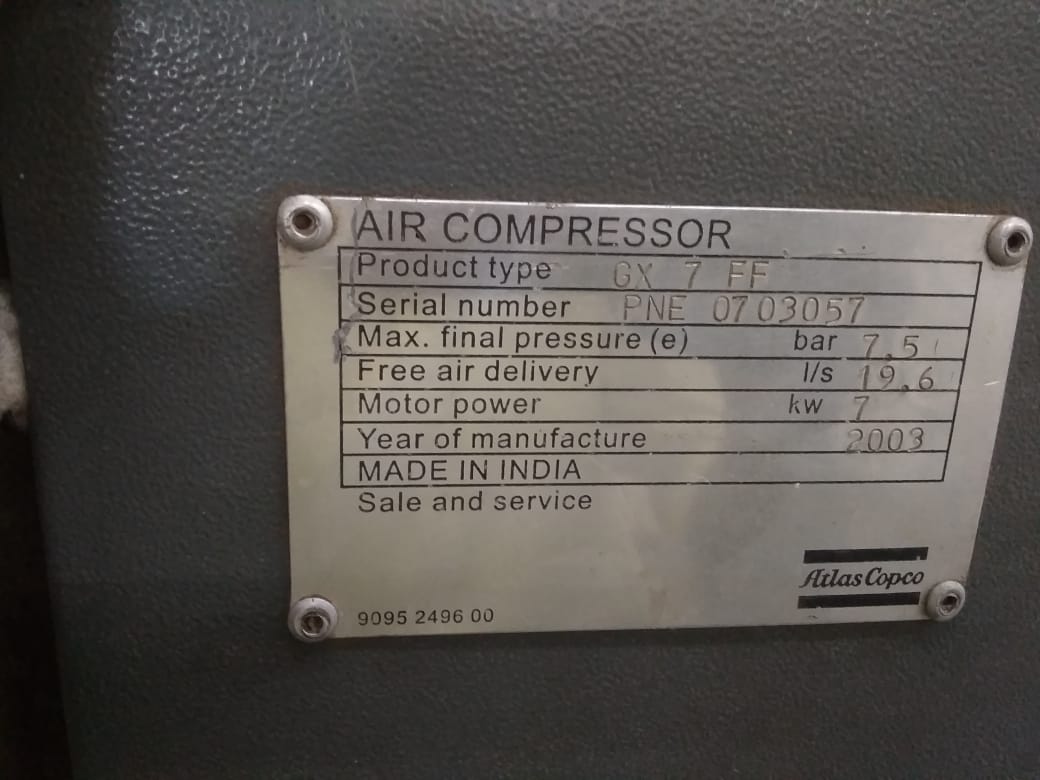 AIR COMPRESSOR
Product type GX 7 FF
Serial number PNE 0703057
Max. final pressure (e) bar 7.5
Free air delivery l/s 19.6
Motor power kw 7
Year of manufacture 2003
MADE IN INDIA
Sale and service
Atlas Copco
9095 2496 00